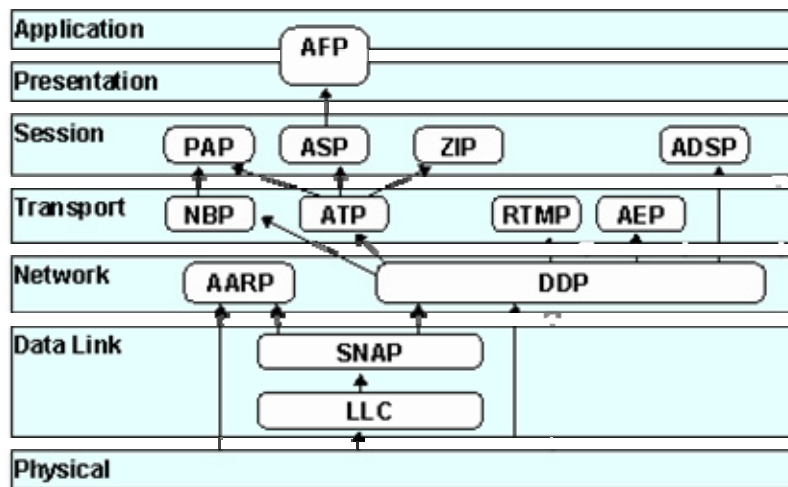 Application
AFP
Presentation
Session
PAP
ASP
ZIP
ADSP
Transport
NBP
ATP
RTMP
AEP
Network
AARP
DDP
Data Link
SNAP
LLC
Physical